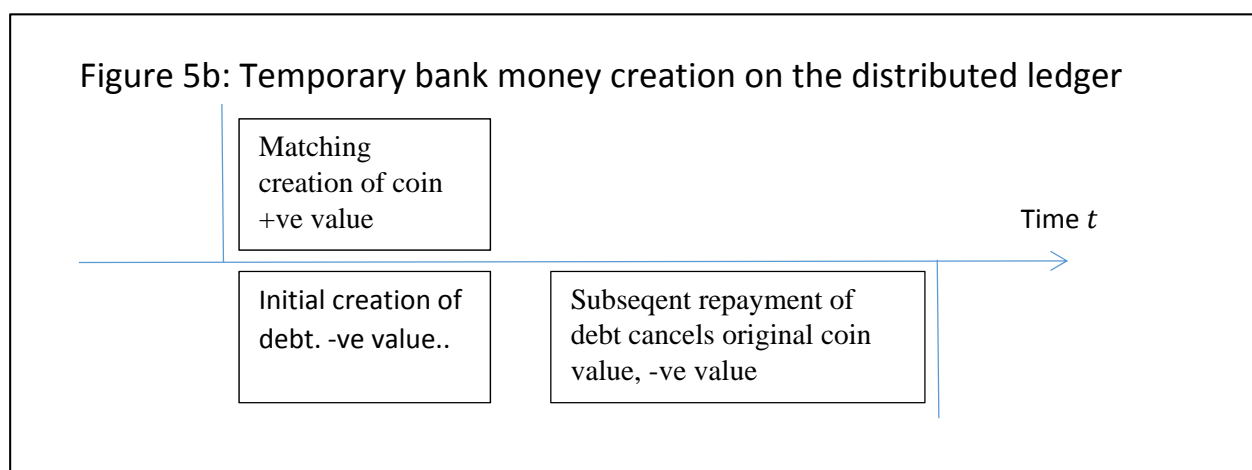 Figure 5b: Temporary bank money creation on the distributed ledger
Matching
creation of coin
+ve value
Time t
Initial creation of
debt. -ve value..
Subseqent repayment of
debt cancels original coin
value, -ve value